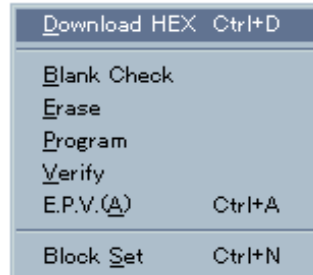 Download HEX Ctrl+D
Blank Check
Erase
Program
Verify
E.P.V.(A) Ctrl+A
Block Set Ctrl+N